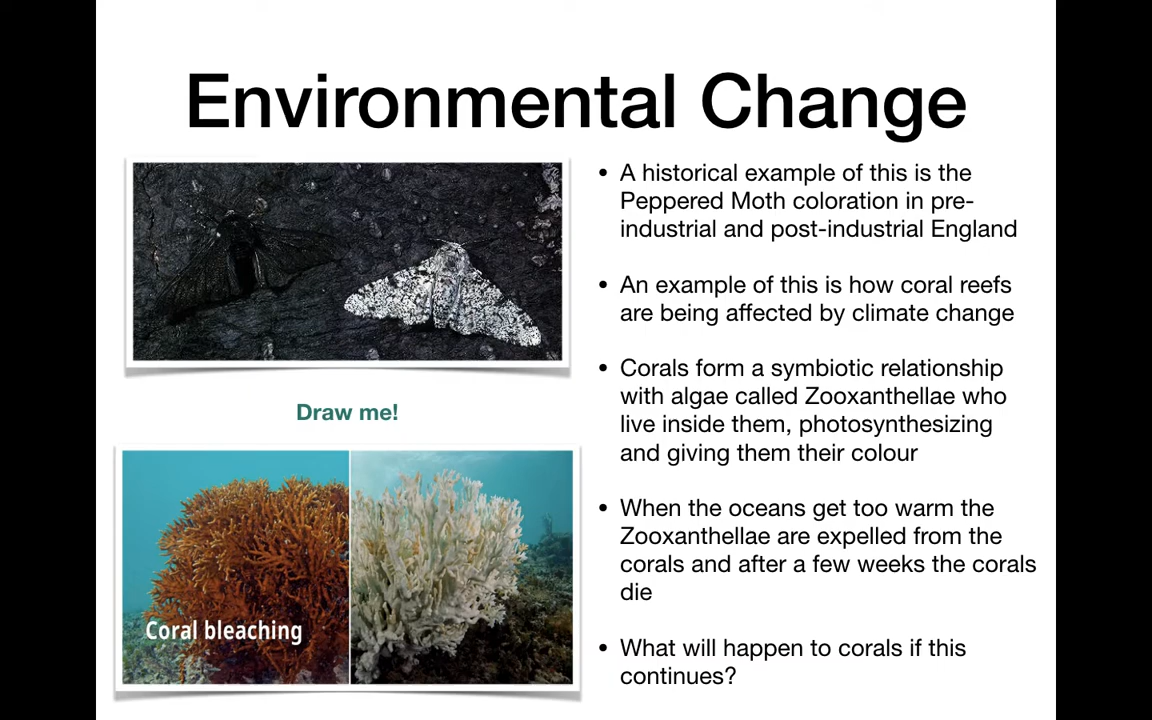 Environmental Change
• A historical example of this is the
Peppered Moth coloration in pre-
industrial and post-industrial England
• An example of this is how coral reefs
are being affected by climate change
• Corals form a symbiotic relationship
with algae called Zooxanthellae who
live inside them, photosynthesizing
and giving them their colour
• When the oceans get too warm the
Zooxanthellae are expelled from the
corals and after a few weeks the corals
die
• What will happen to corals if this
continues?
Draw me!
Coral bleaching